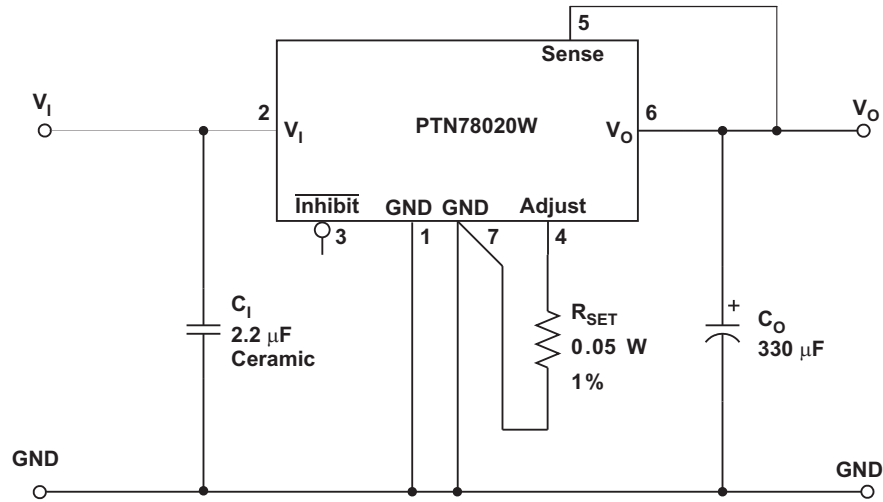 5
Sense
V_I
2
6
V_O
V_I
PTN78020W
V_O
Inhibit
GND
GND
Adjust
3
1
7
4
C_I
2.2 μF
Ceramic
R_SET
0.05 W
1%
+
C_O
330 μF
GND
GND